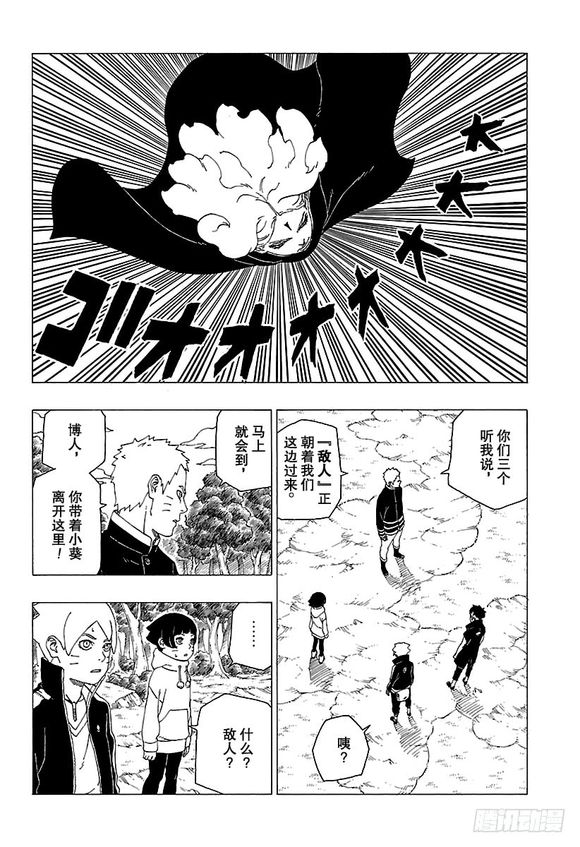 ゴオオオオオオ
你们三个
听我说，
『敌人』正
朝着我们
这边过来。
咦？
马上
就会到，
博人，
你带着小葵
离开这里！
……
什么？
敌人？
腾讯动漫